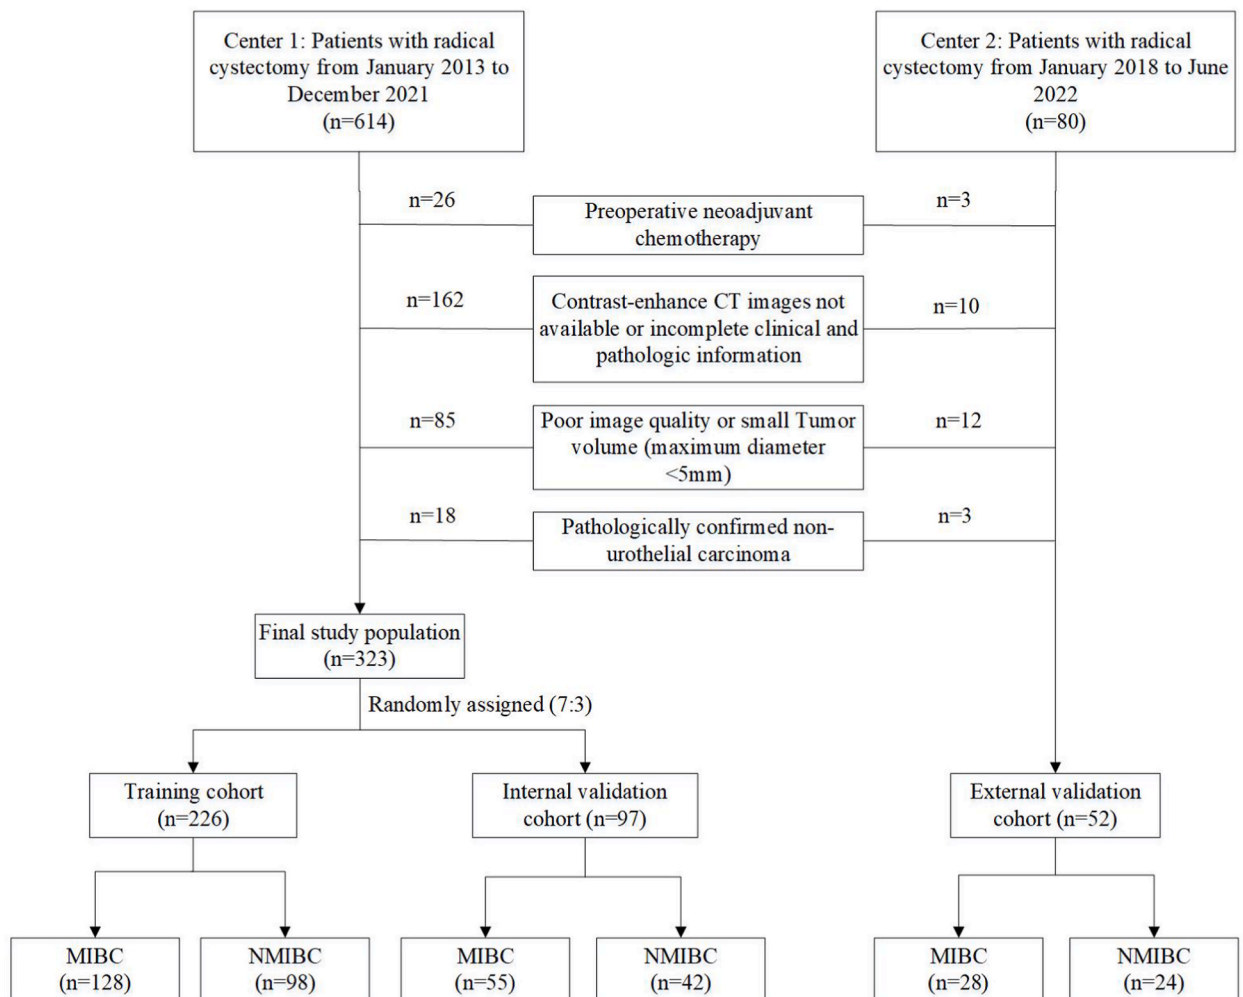 Center 1: Patients with radical
cystectomy from January 2013 to
December 2021
(n=614)
Center 2: Patients with radical
cystectomy from January 2018 to June
2022
(n=80)
n=26
Preoperative neoadjuvant
chemotherapy
n=3
n=162
Contrast-enhance CT images not
available or incomplete clinical and
pathologic information
n=10
n=85
Poor image quality or small Tumor
volume (maximum diameter
<5mm)
n=12
n=18
Pathologically confirmed non-
urothelial carcinoma
n=3
Final study population
(n=323)
Randomly assigned (7:3)
Training cohort
(n=226)
Internal validation
cohort (n=97)
External validation
cohort (n=52)
MIBC
(n=128)
NMIBC
(n=98)
MIBC
(n=55)
NMIBC
(n=42)
MIBC
(n=28)
NMIBC
(n=24)